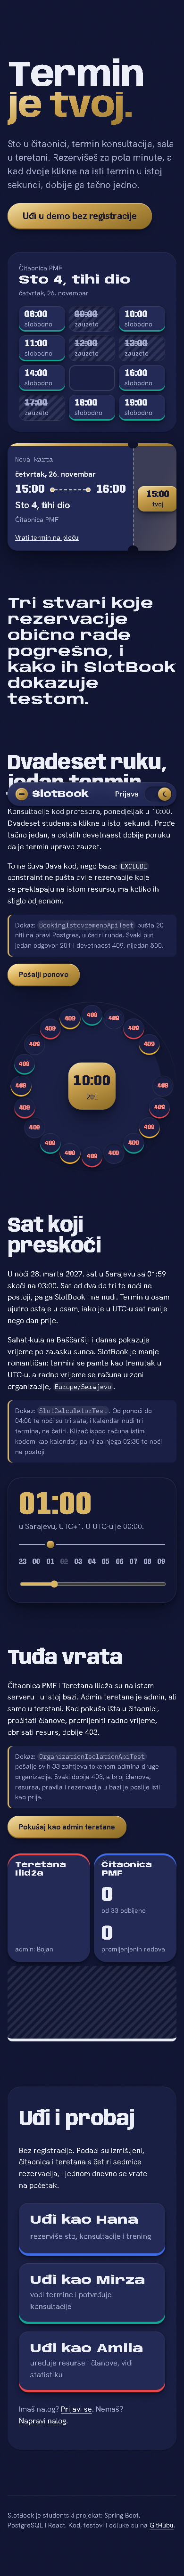 Termin
je tvoj.
Sto u čitaonici, termin konsultacija, sala
u teretani. Rezervišeš za pola minute, a
kad dvoje klikne na isti termin u istoj
sekundi, dobije ga tačno jedno.
Uđi u demo bez registracije
Čitaonica PMF
Sto 4, tihi dio
četvrtak, 26. novembar
08:00 09:00 10:00
slobodno zauzeto slobodno
11:00 12:00 13:00
slobodno zauzeto zauzeto
14:00 16:00
slobodno slobodno
17:00 18:00 19:00
zauzeto slobodno slobodno
Nova karta
četvrtak, 26. novembar
15:00 16:00
Sto 4, tihi dio
Čitaonica PMF
Vrati termin na ploču
15:00
tvoj
Tri stvari koje
rezervacije
obično rade
pogrešno, i
kako ih SlotBook
dokazuje
testom.
Dvadeset ruku,
jedan termin
SlotBook Prijava
Konsultacije kod profesora, ponedjeljak u 10:00.
Dvadeset studenata klikne u istoj sekundi. Prođe
tačno jedan, a ostalih devetnaest dobije poruku
da je termin upravo zauzet.
To ne čuva Java kod, nego baza: EXCLUDE
constraint ne pušta dvije rezervacije koje
se preklapaju na istom resursu, ma koliko ih
stiglo odjednom.
Dokaz: BookingIstovremenoApiTest pušta 20
niti na pravi Postgres, u četiri runde. Svaki put
jedan odgovor 201 i devetnaest 409, nijedan 500.
Pošalji ponovo
409 409 409 409 409 409 409 409 409 409 409 409 409 409 409 409 409 409 409
10:00
201
Sat koji
preskoči
U noći 28. marta 2027. sat u Sarajevu sa 01:59
skoči na 03:00. Sat od dva do tri te noći ne
postoji, pa ga SlotBook i ne nudi. Termin u osam
ujutro ostaje u osam, iako je u UTC-u sat ranije
nego dan prije.
Sahat-kula na Baščaršiji i danas pokazuje
vrijeme po zalasku sunca. SlotBook je manje
romantičan: termini se pamte kao trenutak u
UTC-u, a radno vrijeme se računa u zoni
organizacije, Europe/Sarajevo.
Dokaz: SlotCalculatorTest. Od ponoći do
04:00 te noći su tri sata, i kalendar nudi tri
termina, ne četiri. Klizač ispod računa istim
kodom kao kalendar, pa ni za njega 02:30 te noći
ne postoji.
01:00
u Sarajevu, UTC+1. U UTC-u je 00:00.
23 00 01 02 03 04 05 06 07 08 09
Tuđa vrata
Čitaonica PMF i Teretana Ilidža su na istom
serveru i u istoj bazi. Admin teretane je admin, ali
samo u teretani. Kad pokuša išta u čitaonici,
pročitati članove, promijeniti radno vrijeme,
obrisati resurs, dobije 403.
Dokaz: OrganizationIsolationApiTest
pošalje svih 33 zahtjeva tokenom admina druge
organizacije. Svaki dobije 403, a broj članova,
resursa, pravila i rezervacija u bazi je poslije isti
kao prije.
Pokušaj kao admin teretane
Teretana
Ilidža
admin: Bojan
Čitaonica
PMF
0
od 33 odbijeno
0
promijenjenih redova
Uđi i probaj
Bez registracije. Podaci su izmišljeni,
čitaonica i teretana s četiri sedmice
rezervacija, i jednom dnevno se vrate
na početak.
Uđi kao Hana
rezerviše sto, konsultacije i trening
Uđi kao Mirza
vodi termine i potvrđuje
konsultacije
Uđi kao Amila
uređuje resurse i članove, vidi
statistiku
Imaš nalog? Prijavi se. Nemaš?
Napravi nalog.
SlotBook je studentski projekat: Spring Boot,
PostgreSQL i React. Kod, testovi i odluke su na GitHubu.